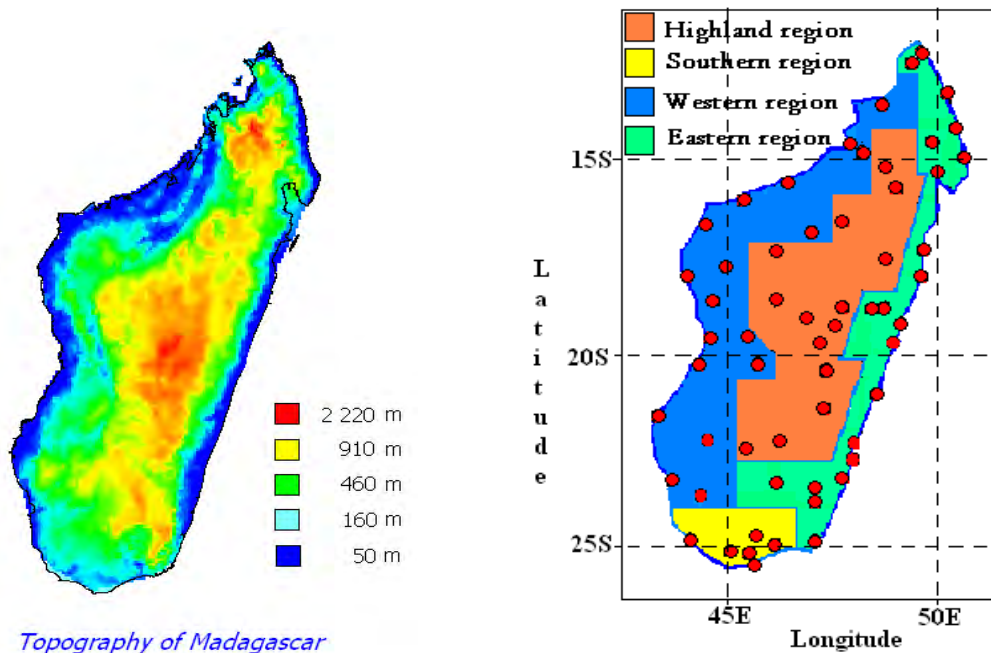 2 220 m
910 m
460 m
160 m
50 m
Topography of Madagascar
Highland region
Southern region
Western region
Eastern region
15S
20S
25S
Latitude
45E
50E
Longitude